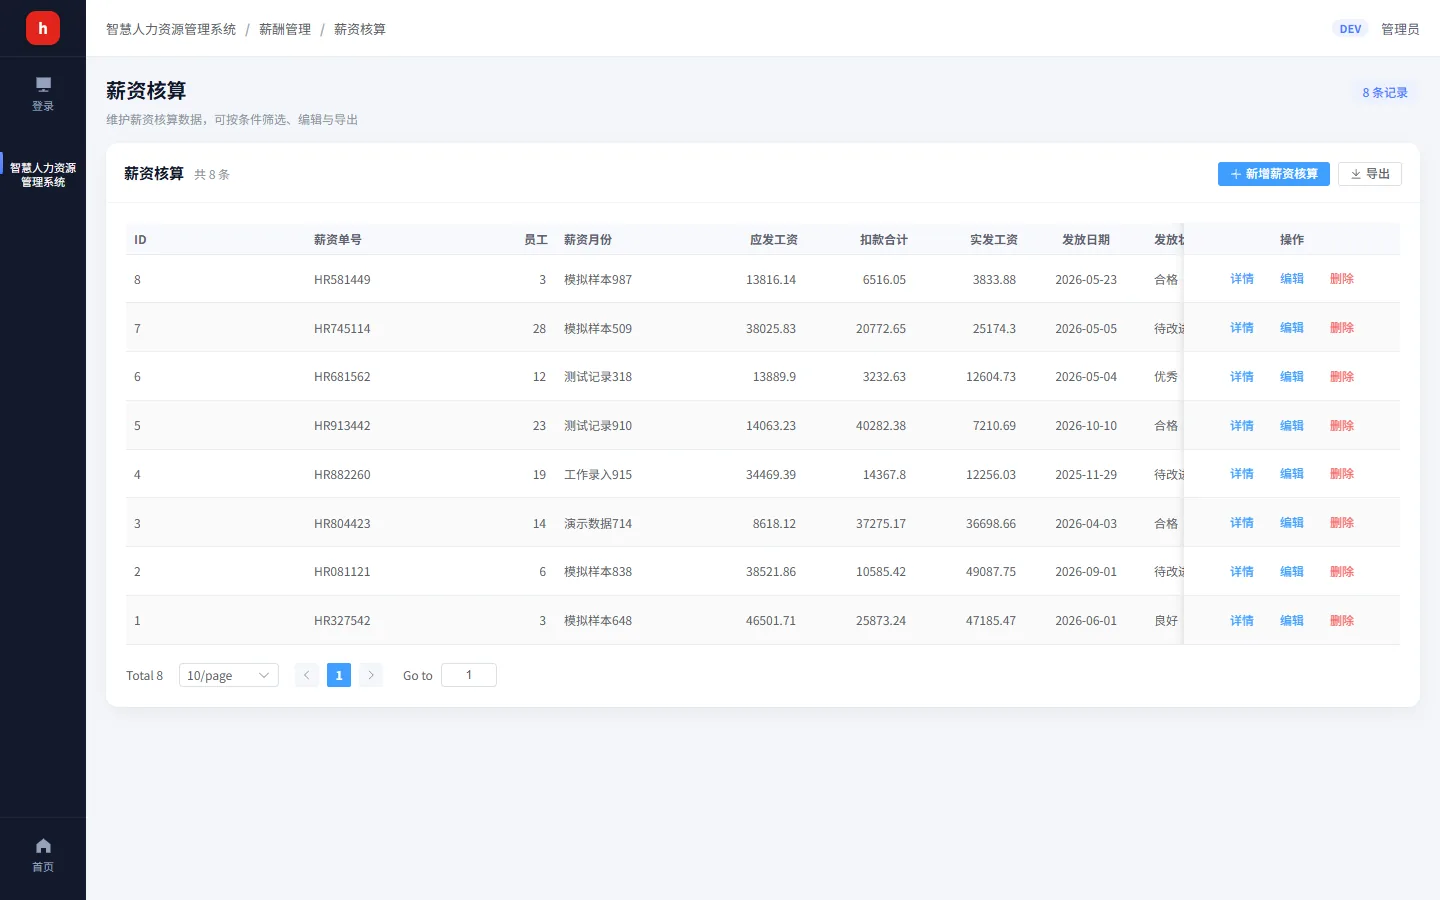 h
智慧人力资源管理系统 / 薪酬管理 / 薪资核算
DEV 管理员
登录
智慧人力资源
管理系统
首页
薪资核算
8 条记录
维护薪资核算数据，可按条件筛选、编辑与导出
薪资核算 共 8 条
新增薪资核算 导出
ID 薪资单号 员工 薪资月份 应发工资 扣款合计 实发工资 发放日期 发放 操作
8 HR581449 3 模拟样本987 13816.14 6516.05 3833.88 2026-05-23 合格 详情 编辑 删除
7 HR745114 28 模拟样本509 38025.83 20772.65 25174.3 2026-05-05 待改 详情 编辑 删除
6 HR681562 12 测试记录318 13889.9 3232.63 12604.73 2026-05-04 优秀 详情 编辑 删除
5 HR913442 23 测试记录910 14063.23 40282.38 7210.69 2026-10-10 合格 详情 编辑 删除
4 HR882260 19 工作录入915 34469.39 14367.8 12256.03 2025-11-29 待改 详情 编辑 删除
3 HR804423 14 演示数据714 8618.12 37275.17 36698.66 2026-04-03 合格 详情 编辑 删除
2 HR081121 6 模拟样本838 38521.86 10585.42 49087.75 2026-09-01 待改 详情 编辑 删除
1 HR327542 3 模拟样本648 46501.71 25873.24 47185.47 2026-06-01 良好 详情 编辑 删除
Total 8 10/page 1 Go to 1